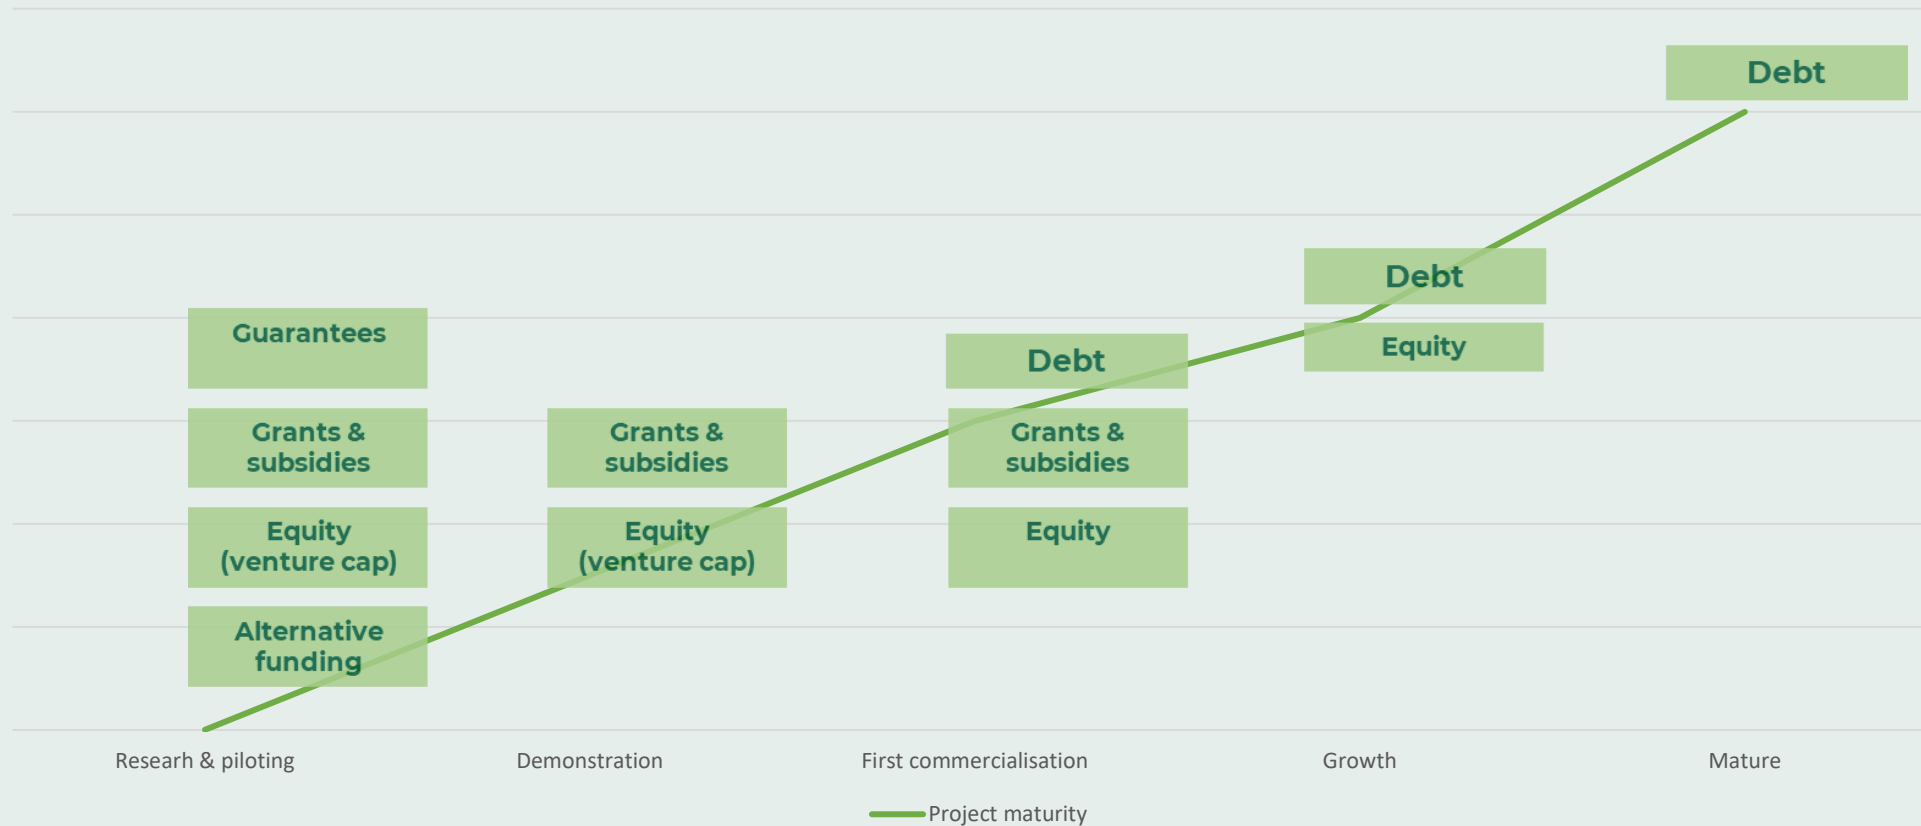 Guarantees
Grants &
subsidies
Equity
(venture cap)
Alternative
funding
Grants &
subsidies
Equity
(venture cap)
Debt
Grants &
subsidies
Equity
Debt
Equity
Debt
Researh & piloting
Demonstration
First commercialisation
Growth
Mature
Project maturity